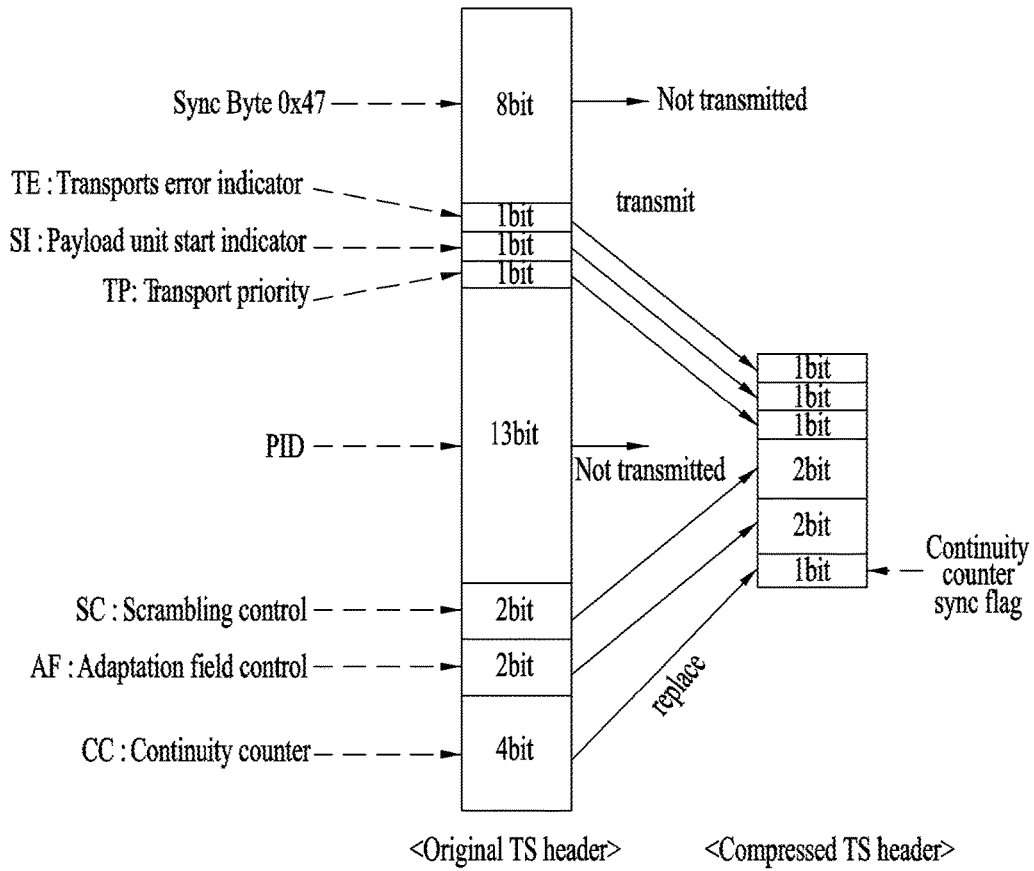 Sync Byte 0x47
8bit
Not transmitted
TE : Transports error indicator
1bit
transmit
SI : Payload unit start indicator
1bit
TP: Transport priority
1bit
1bit
1bit
1bit
PID
13bit
Not transmitted
2bit
2bit
1bit
Continuity
counter
sync flag
SC : Scrambling control
2bit
AF : Adaptation field control
2bit
replace
CC : Continuity counter
4bit
<Original TS header>
<Compressed TS header>